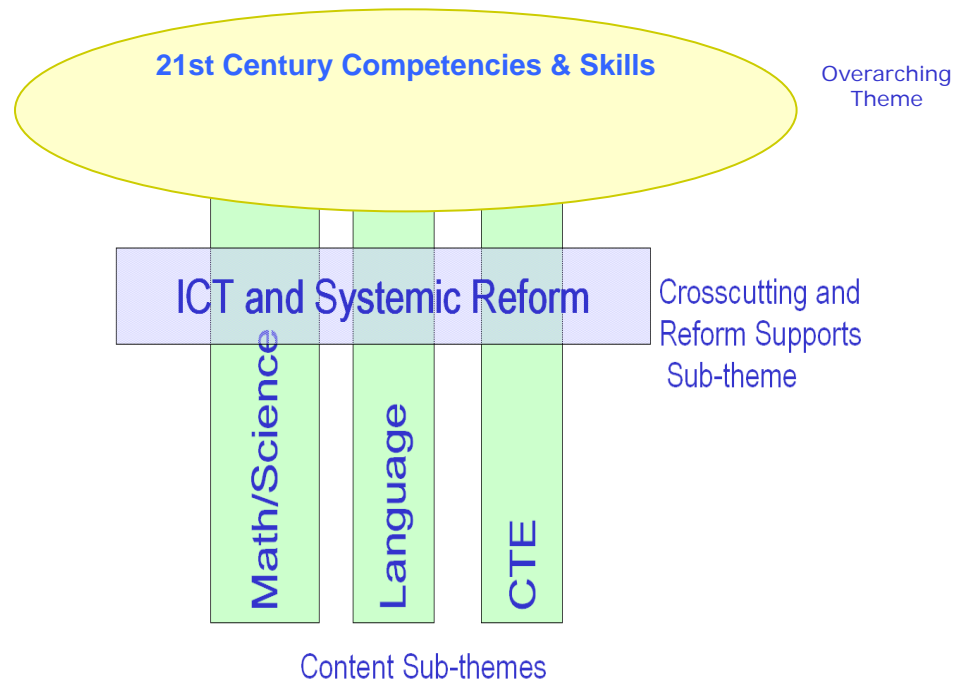 21st Century Competencies & Skills
Overarching
Theme
ICT and Systemic Reform
Crosscutting and
Reform Supports
Sub-theme
Math/Science
Language
CTE
Content Sub-themes